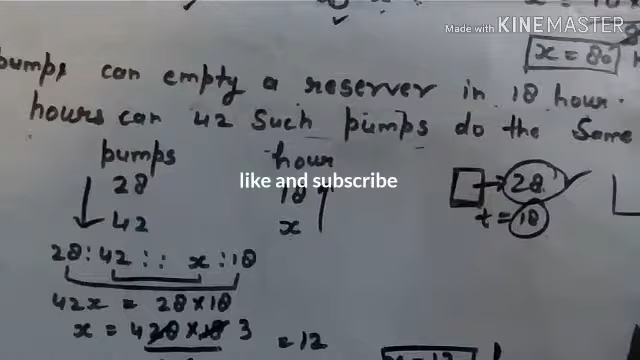 Made with KINEMASTER
x = 80
pumps can empty a reserver in 18 hour.
hours can 42 such pumps do the same
pumps hour
28 18
like and subscribe
42 x
28
t = 18
28 : 42 : : x : 18
42x = 28 × 18
x = 4 28 × 18 3 = 12